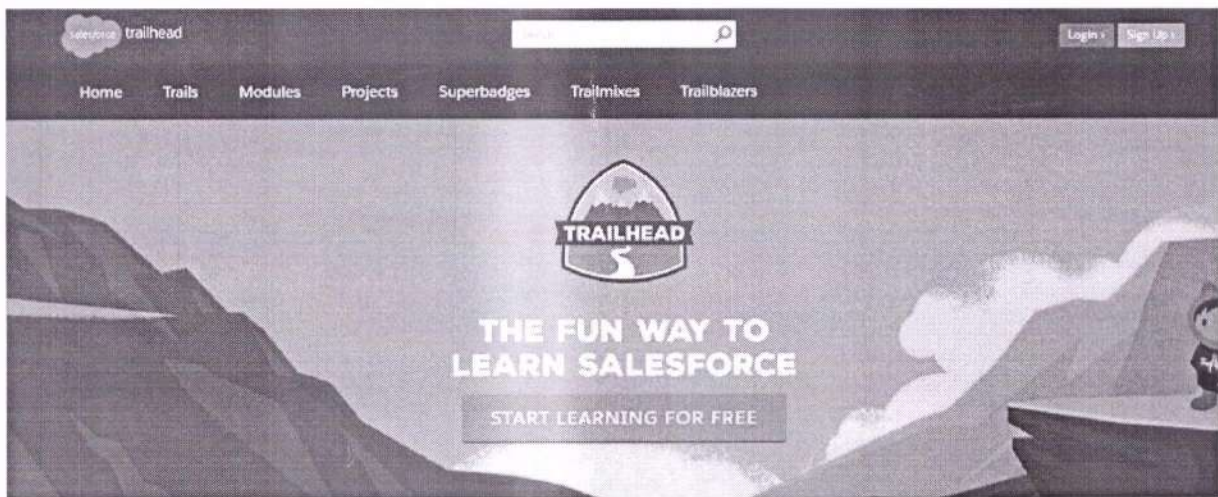 salesforce trailhead
Login ›
Sign Up ›
Home Trails Modules Projects Superbadges Trailmixes Trailblazers
TRAILHEAD
THE FUN WAY TO
LEARN SALESFORCE
START LEARNING FOR FREE